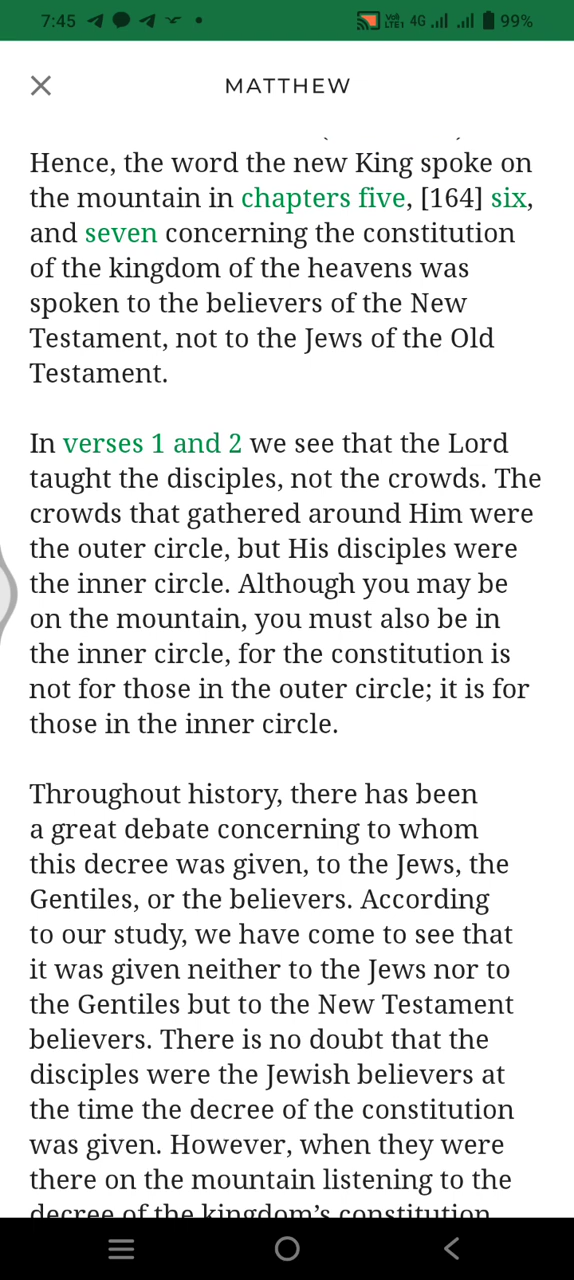 7:45
VoD
LTE1 4G
99%
MATTHEW
Hence, the word the new King spoke on
the mountain in chapters five, [164] six,
and seven concerning the constitution
of the kingdom of the heavens was
spoken to the believers of the New
Testament, not to the Jews of the Old
Testament.
In verses 1 and 2 we see that the Lord
taught the disciples, not the crowds. The
crowds that gathered around Him were
the outer circle, but His disciples were
the inner circle. Although you may be
on the mountain, you must also be in
the inner circle, for the constitution is
not for those in the outer circle; it is for
those in the inner circle.
Throughout history, there has been
a great debate concerning to whom
this decree was given, to the Jews, the
Gentiles, or the believers. According
to our study, we have come to see that
it was given neither to the Jews nor to
the Gentiles but to the New Testament
believers. There is no doubt that the
disciples were the Jewish believers at
the time the decree of the constitution
was given. However, when they were
there on the mountain listening to the
decree of the kingdom's constitution